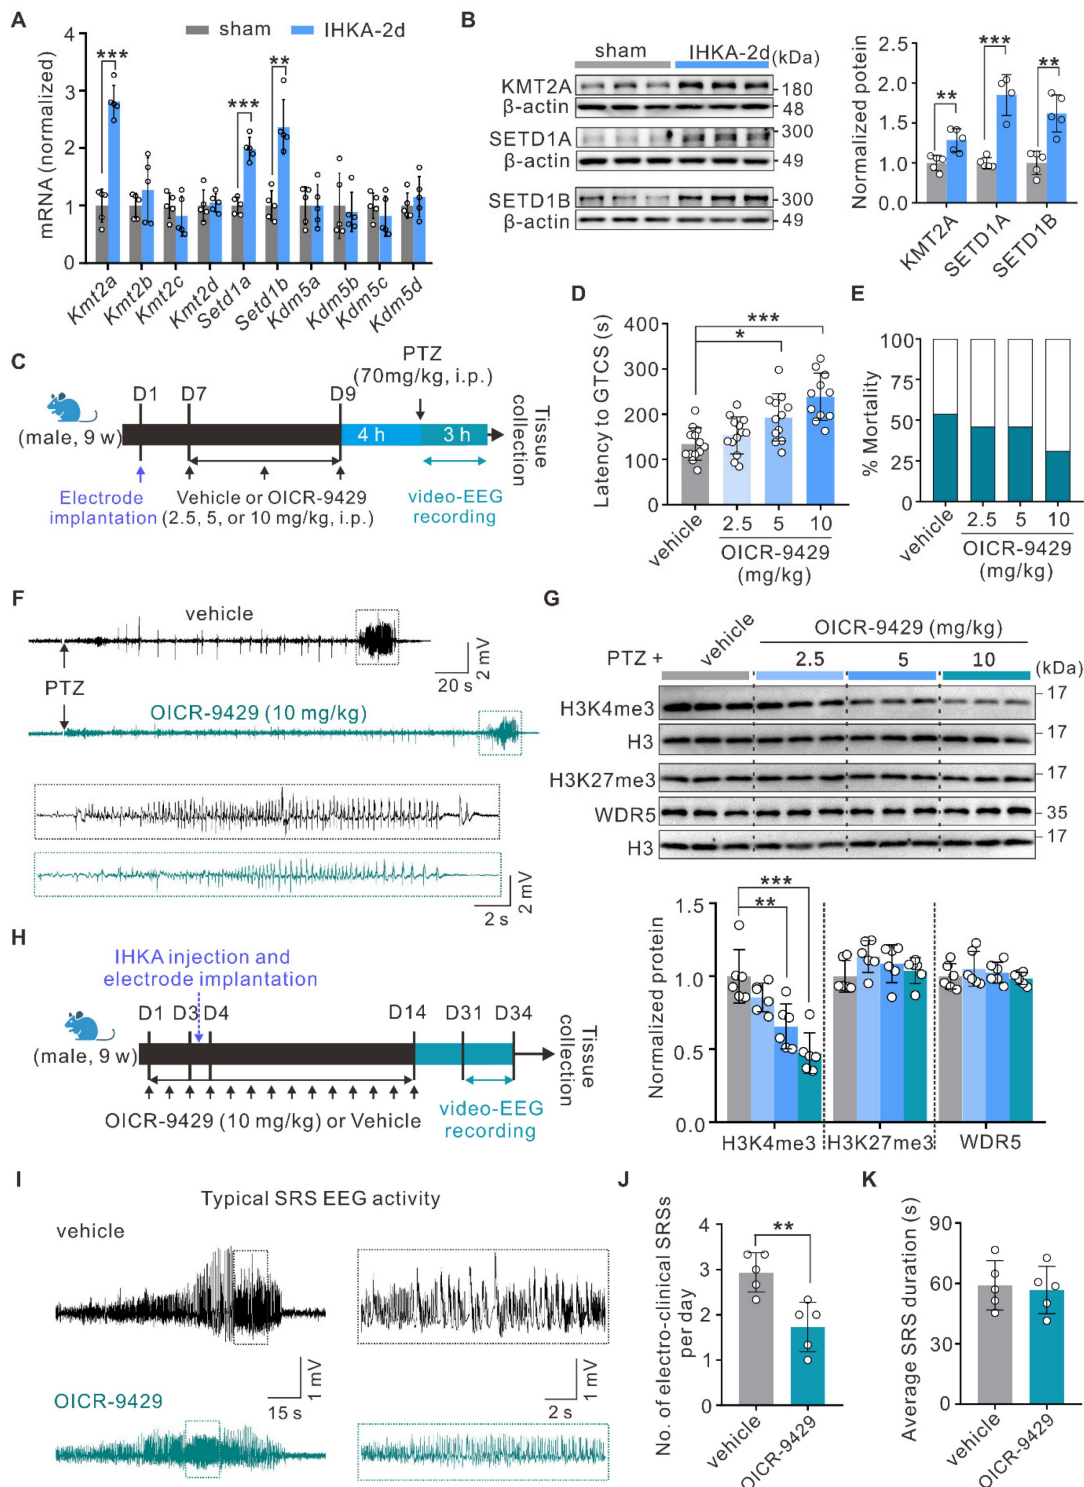 A
sham
IHKA-2d
mRNA (normalized)
4
3
2
1
0
***
***
**
Kmt2a
Kmt2b
Kmt2c
Kmt2d
Setd1a
Setd1b
Kdm5a
Kdm5b
Kdm5c
Kdm5d
B
sham
IHKA-2d
(kDa)
KMT2A
180
β-actin
48
SETD1A
300
β-actin
49
SETD1B
300
β-actin
49
Normalized potein
2.5
2.0
1.5
1.0
0.0
**
***
**
KMT2A
SETD1A
SETD1B
C
(male, 9 w)
D1
D7
D9
PTZ
(70mg/kg, i.p.)
4 h
3 h
Tissue
collection
Electrode
implantation
Vehicle or OICR-9429
(2.5, 5, or 10 mg/kg, i.p.)
video-EEG
recording
D
Latency to GTCS (s)
400
300
200
100
0
***
*
vehicle
2.5
5
10
OICR-9429
(mg/kg)
E
% Mortality
100
75
50
25
0
vehicle
2.5
5
10
OICR-9429
(mg/kg)
F
vehicle
20 s
2 mV
PTZ
OICR-9429 (10 mg/kg)
2 s
2 mV
G
vehicle
OICR-9429 (mg/kg)
PTZ +
2.5
5
10
(kDa)
H3K4me3
17
H3
17
H3K27me3
17
WDR5
35
H3
17
Normalized protein
1.5
1.0
0.5
0.0
***
**
H3K4me3
H3K27me3
WDR5
H
IHKA injection and
electrode implantation
(male, 9 w)
D1
D3
D4
D14
D31
D34
Tissue
collection
OICR-9429 (10 mg/kg) or Vehicle
video-EEG
recording
I
Typical SRS EEG activity
vehicle
15 s
1 mV
2 s
1 mV
OICR-9429
J
No. of electro-clinical SRSs
per day
4
3
2
1
0
**
vehicle
OICR-9429
K
Average SRS duration (s)
90
60
30
0
vehicle
OICR-9429